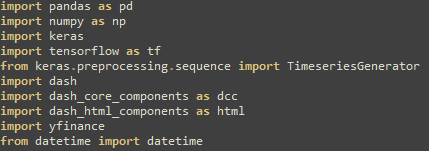 import pandas as pd
import numpy as np
import keras
import tensorflow as tf
from keras.preprocessing.sequence import TimeseriesGenerator
import dash
import dash_core_components as dcc
import dash_html_components as html
import yfinance
from datetime import datetime